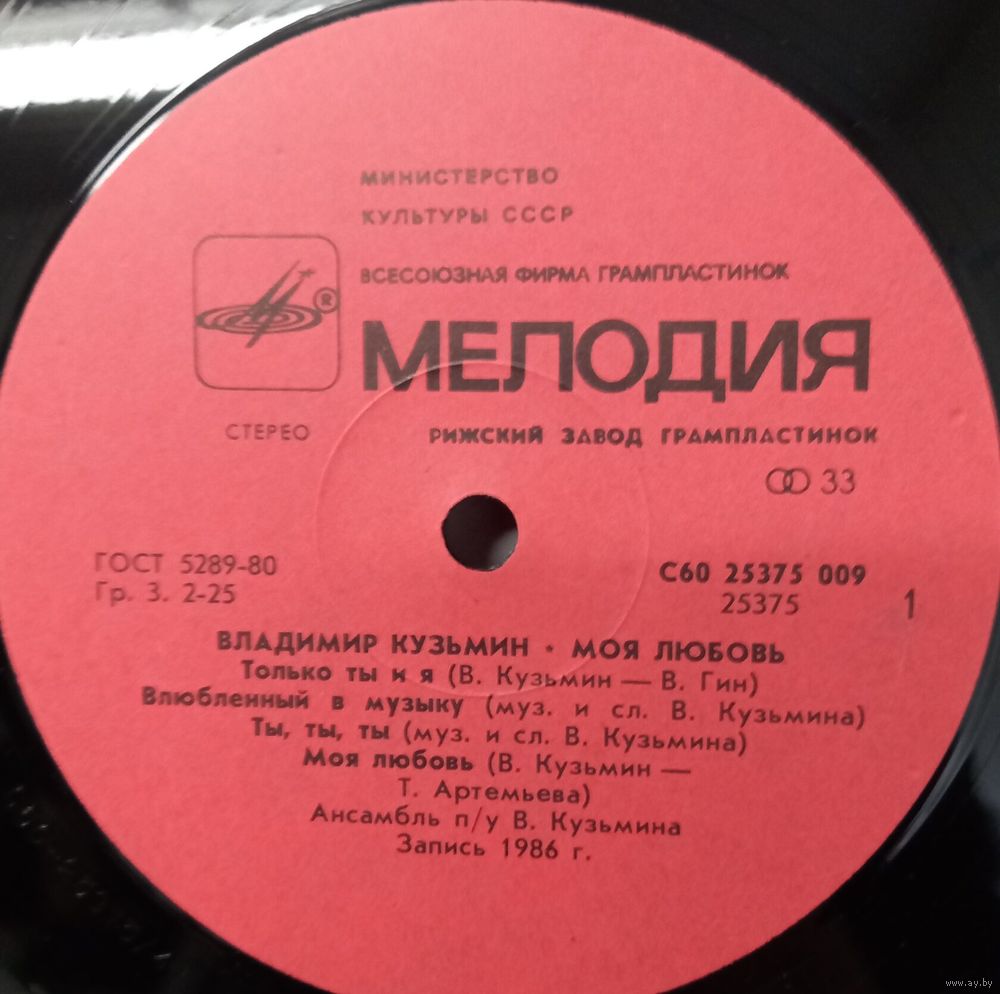 МИНИСТЕРСТВО
КУЛЬТУРЫ СССР
ВСЕСОЮЗНАЯ ФИРМА ГРАМПЛАСТИНОК
®
МЕЛОДИЯ
СТЕРЕО
РИЖСКИЙ ЗАВОД ГРАМПЛАСТИНОК
33
ГОСТ 5289-80
Гр. 3. 2-25
С60 25375 009
25375
1
ВЛАДИМИР КУЗЬМИН • МОЯ ЛЮБОВЬ
Только ты и я (В. Кузьмин — В. Гин)
Влюбленный в музыку (муз. и сл. В. Кузьмина)
Ты, ты, ты (муз. и сл. В. Кузьмина)
Моя любовь (В. Кузьмин —
Т. Артемьева)
Ансамбль п/у В. Кузьмина
Запись 1986 г.
www.ay.by